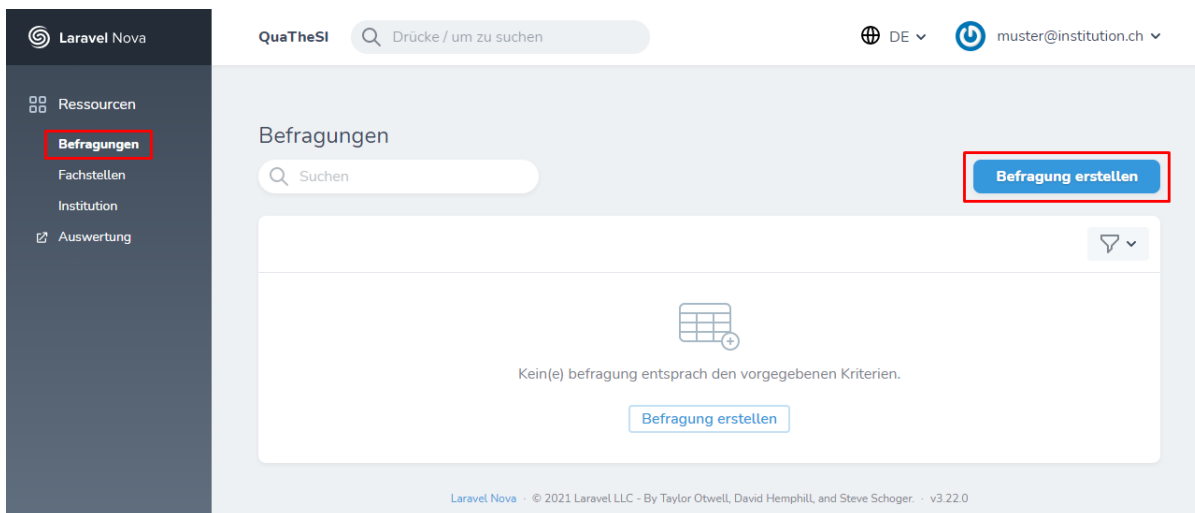 Laravel Nova
QuaTheSI
Drücke / um zu suchen
DE
muster@institution.ch
Ressourcen
Befragungen
Fachstellen
Institution
Auswertung
Befragungen
Suchen
Befragung erstellen
Kein(e) befragung entsprach den vorgegebenen Kriterien.
Befragung erstellen
Laravel Nova · © 2021 Laravel LLC - By Taylor Otwell, David Hemphill, and Steve Schoger. · v3.22.0